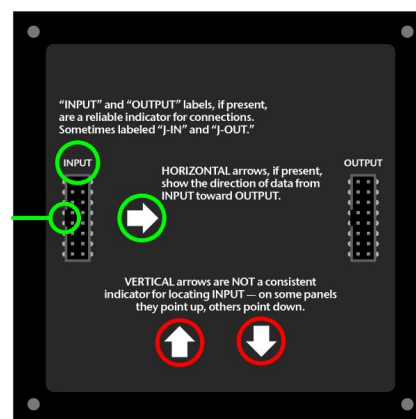 “INPUT” and “OUTPUT” labels, if present,
are a reliable indicator for connections.
Sometimes labeled “J-IN” and “J-OUT.”
INPUT
OUTPUT
HORIZONTAL arrows, if present,
show the direction of data from
INPUT toward OUTPUT.
VERTICAL arrows are NOT a consistent
indicator for locating INPUT — on some panels
they point up, others point down.